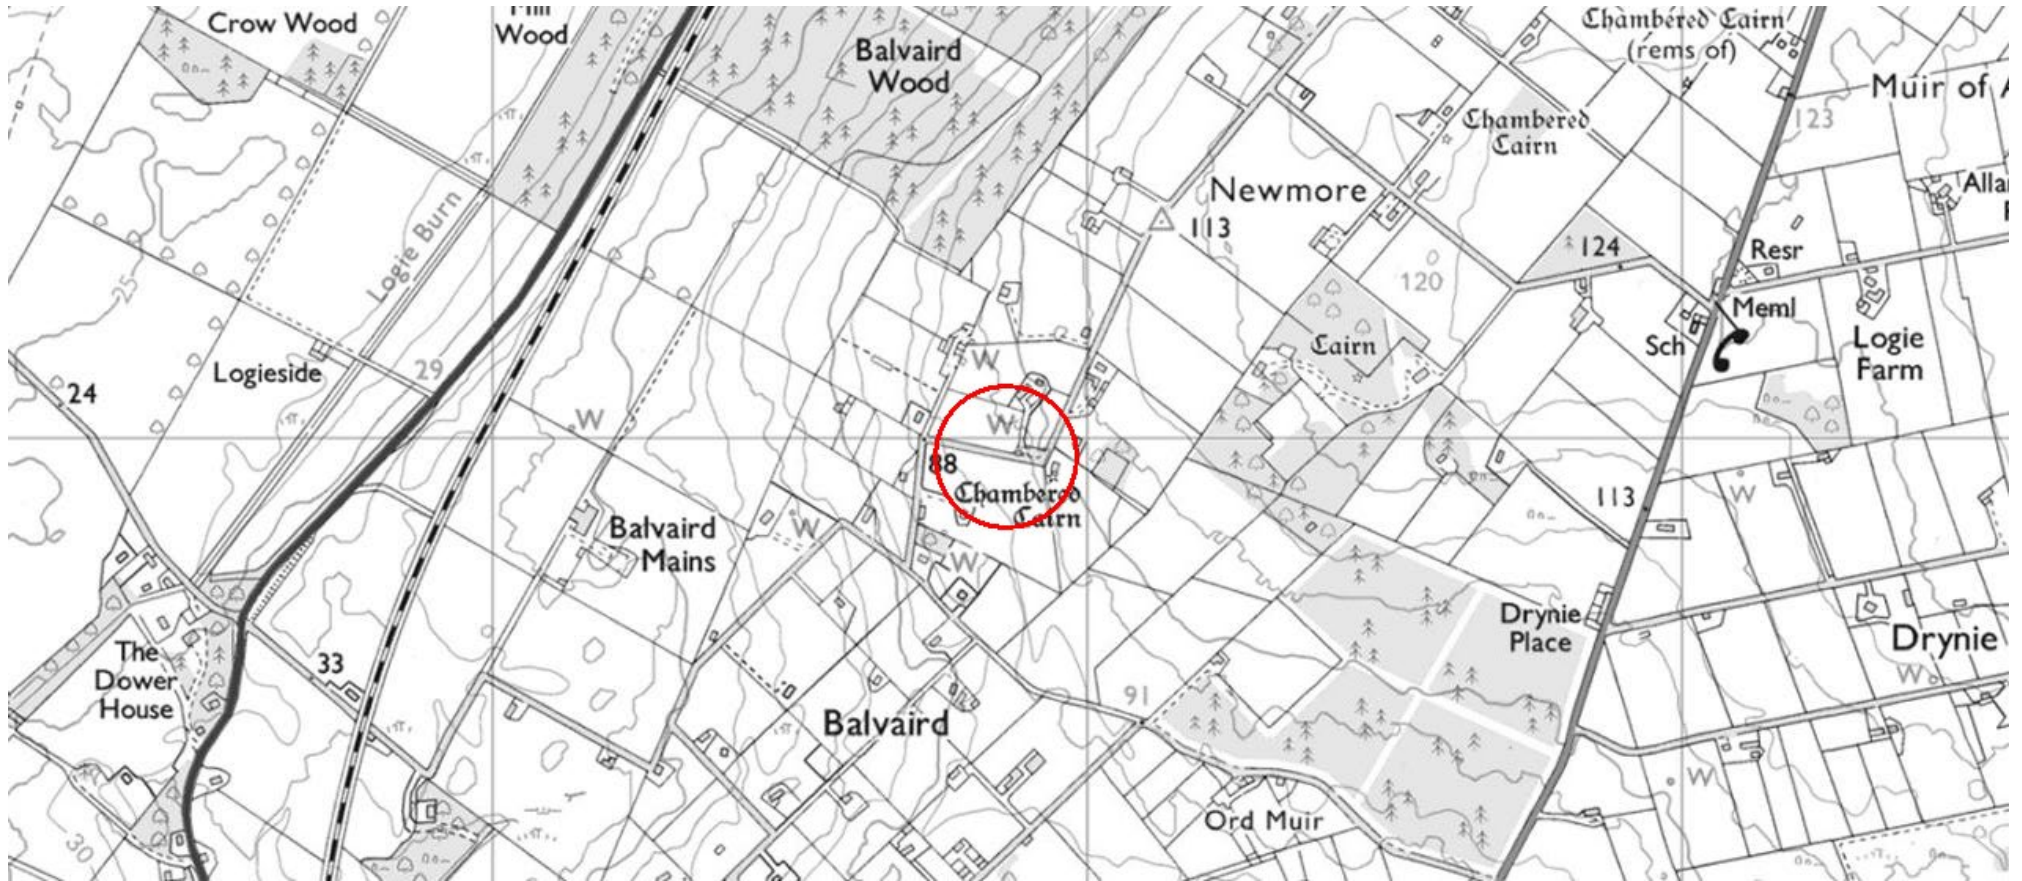 Crow Wood
Mill
Wood
Balvaird
Wood
Chambered Cairn
(rems of)
Muir of
123
Chambered
Cairn
Newmore
113
Logie Burn
25
124
Resr
Meml
120
Sch
Logie
Farm
Cairn
Logieside
29
24
W
W
W
88
Chambered
Cairn
W
W
W
W
113
W
Balvaird
Mains
Drynie
Place
Drynie
W
The
Dower
House
33
91
Balvaird
W
Ord Muir
30